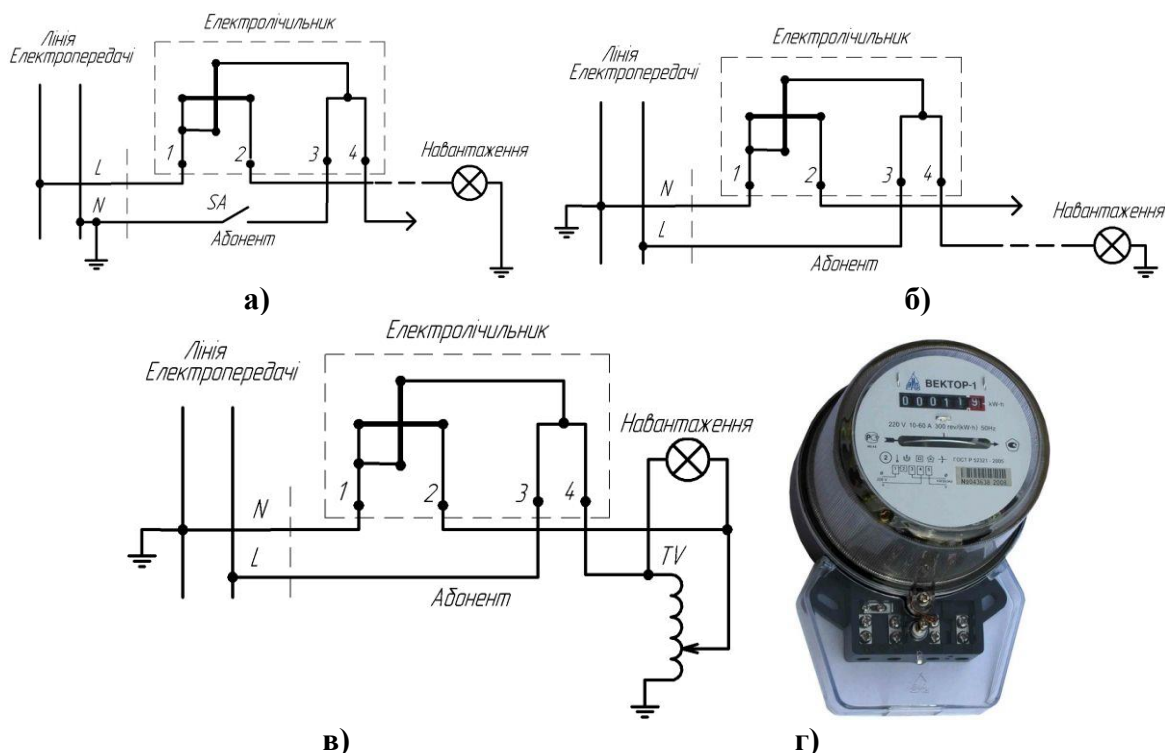 Електролічильник
Лінія
Електропередачі
1 2 3 4
Навантаження
L
N
SA
Абонент
а)
Електролічильник
Лінія
Електропередачі
1 2 3 4
N
L
Навантаження
Абонент
б)
Електролічильник
Лінія
Електропередачі
Навантаження
1 2 3 4
N
L
TV
Абонент
в)
ВЕКТОР-1
kW·h
220 V 10-60 A 300 rev/(kW·h) 50Hz
2
г)